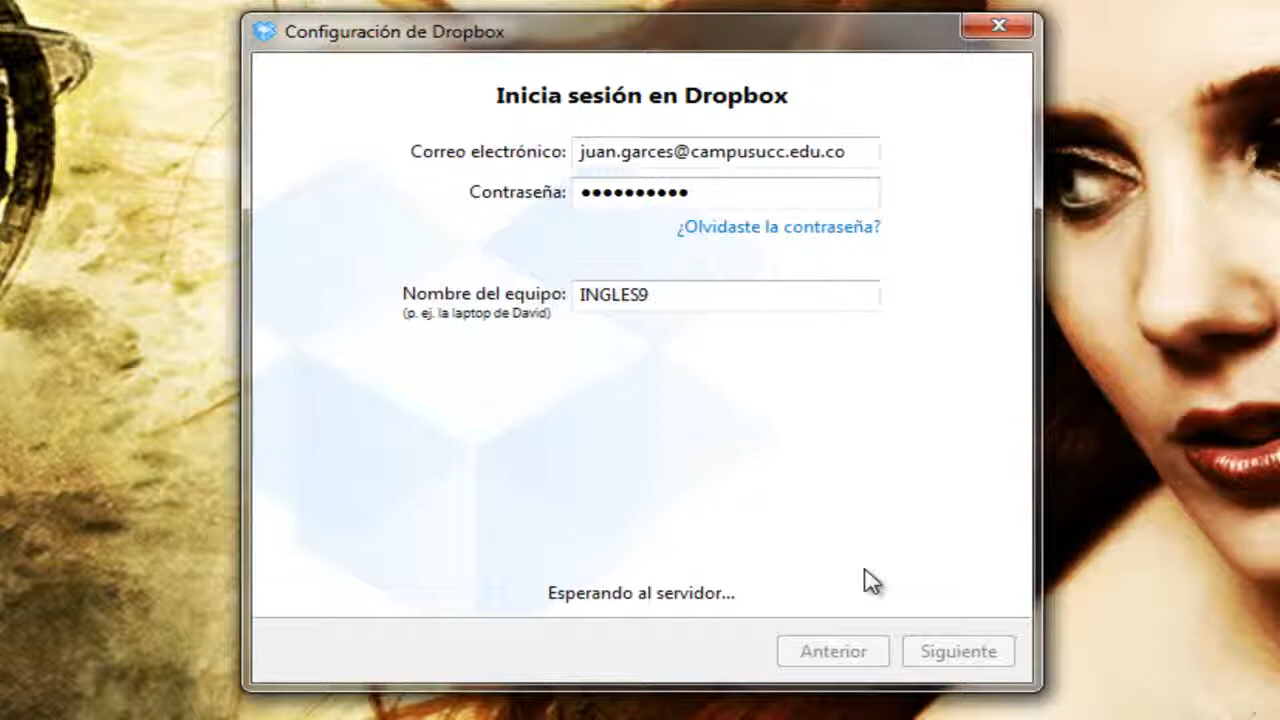 Configuración de Dropbox
Inicia sesión en Dropbox
Correo electrónico: juan.garces@campusucc.edu.co
Contraseña: ●●●●●●●●●●
¿Olvidaste la contraseña?
Nombre del equipo: INGLES9
(p. ej. la laptop de David)
Esperando al servidor...
Anterior Siguiente